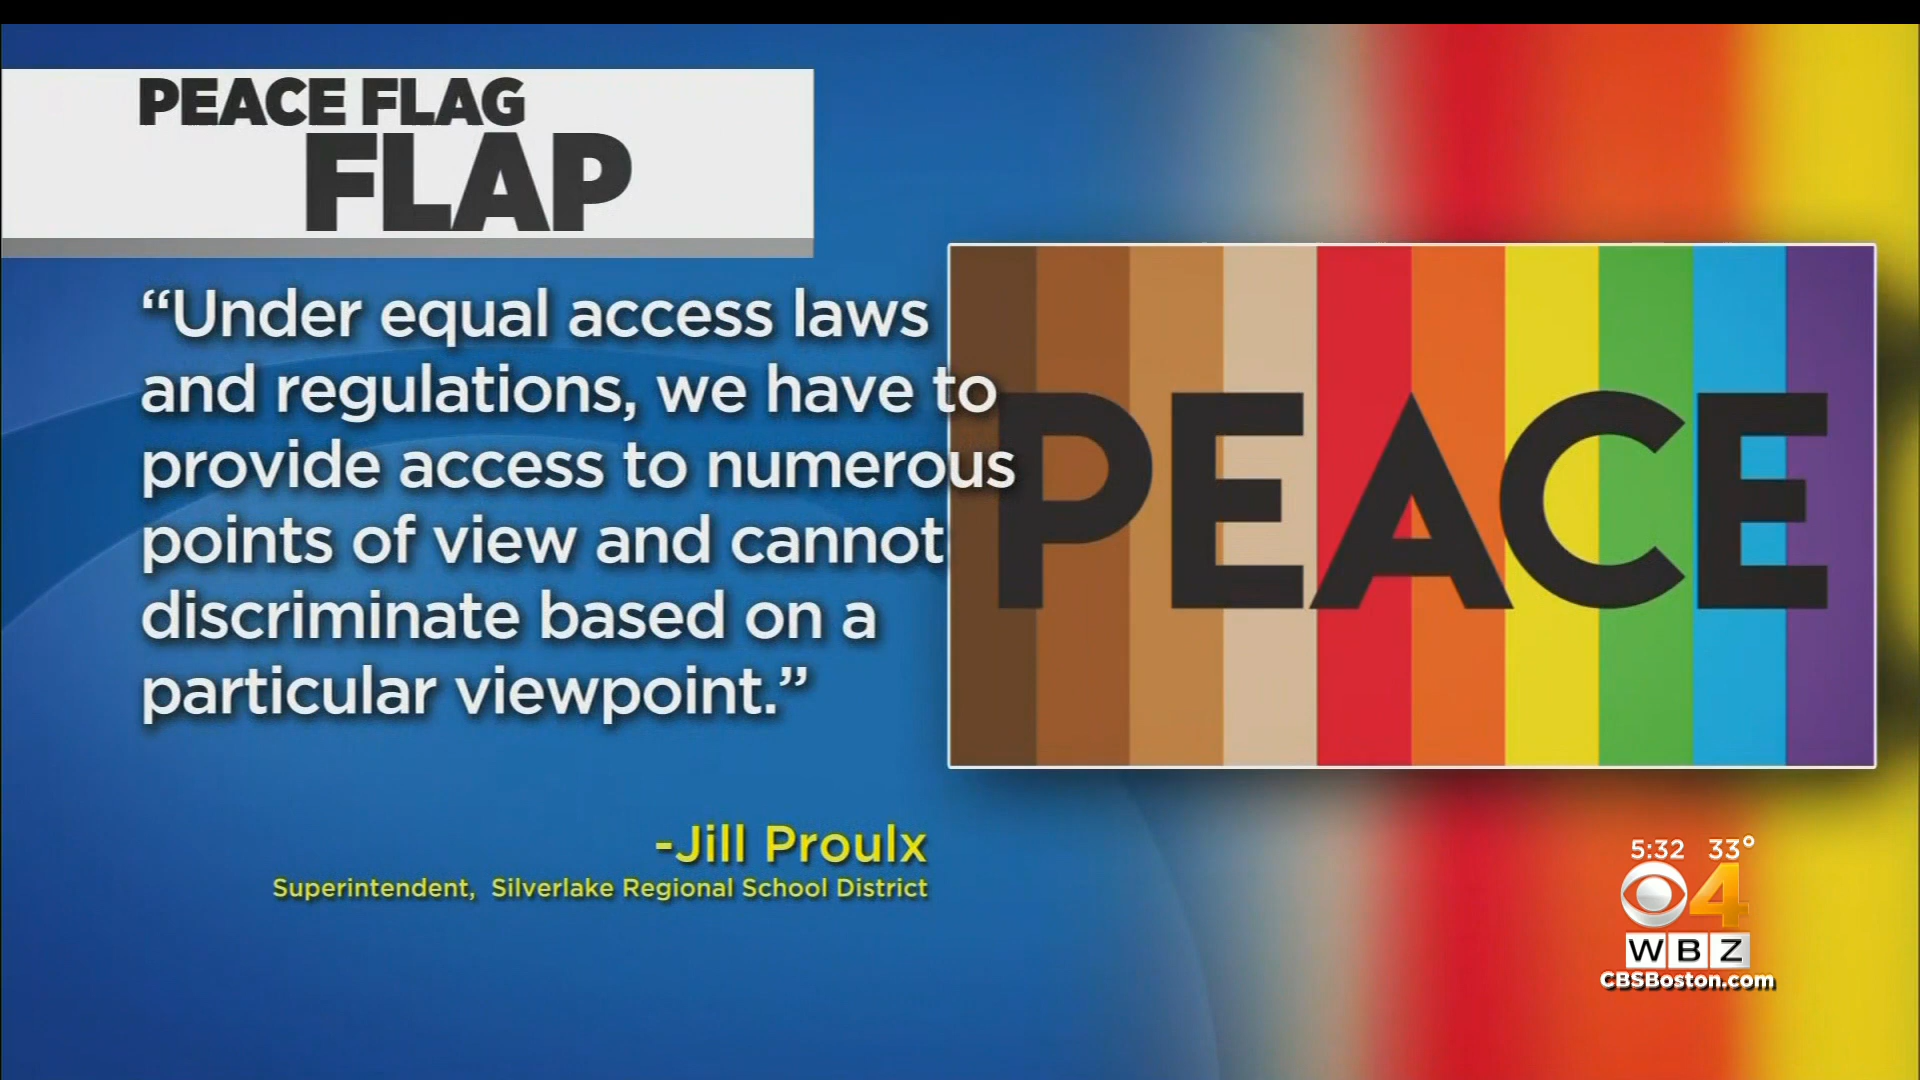 PEACE FLAG
FLAP
“Under equal access laws
and regulations, we have to
provide access to numerous
points of view and cannot
discriminate based on a
particular viewpoint.”
-Jill Proulx
Superintendent, Silverlake Regional School District
PEACE
5:32 33°
4
WBZ
CBSBoston.com